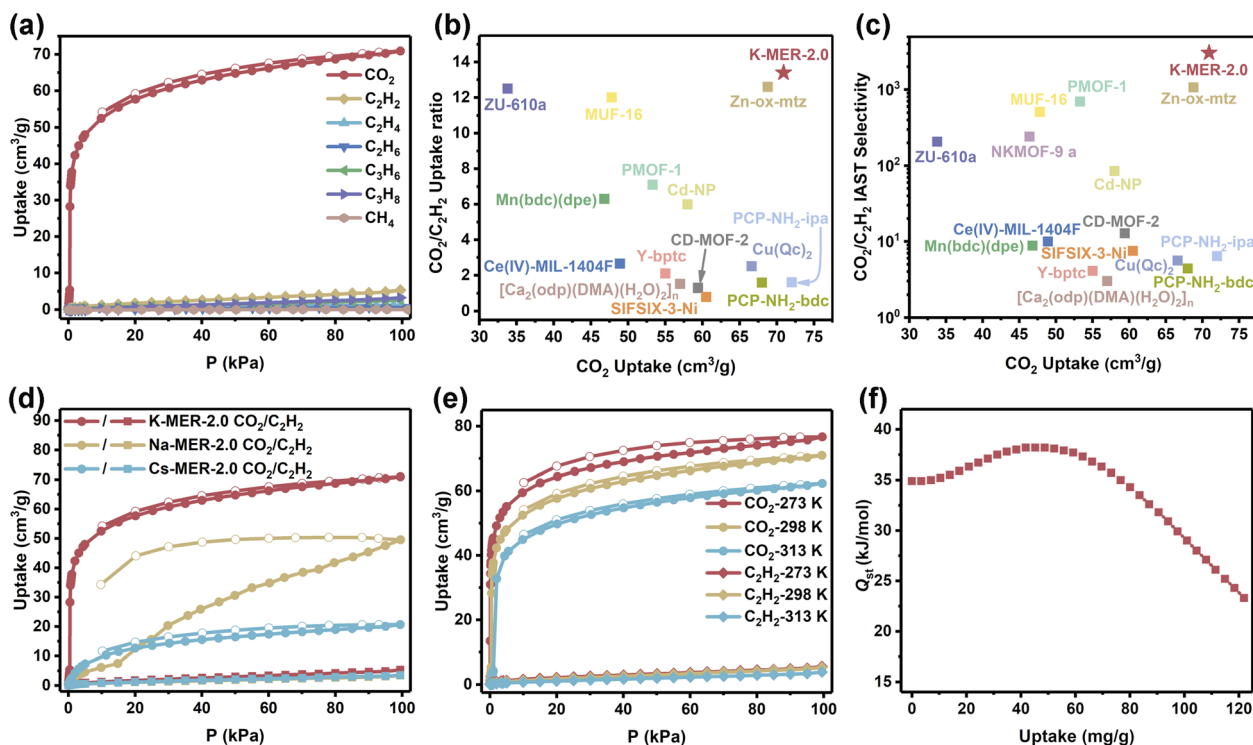 (a)
Uptake (cm³/g)
70
60
50
40
30
20
10
0
CO₂
C₂H₂
C₂H₄
C₂H₆
C₃H₆
C₃H₈
CH₄
0 20 40 60 80 100
P (kPa)
(b)
CO₂/C₂H₂ Uptake ratio
14
12
10
8
6
4
2
0
K-MER-2.0
ZU-610a
MUF-16
Zn-ox-mtz
PMOF-1
Mn(bdc)(dpe)
Cd-NP
PCP-NH₂-ipa
CD-MOF-2
Ce(IV)-MIL-1404F
Y-bptc
Cu(Qc)₂
[Ca₂(odp)(DMA)(H₂O)₂]ₙ
PCP-NH₂-bdc
SIFSIX-3-Ni
30 35 40 45 50 55 60 65 70 75
CO₂ Uptake (cm³/g)
(c)
CO₂/C₂H₂ IAST Selectivity
10³
10²
10¹
10⁰
K-MER-2.0
PMOF-1
MUF-16
Zn-ox-mtz
ZU-610a
NKMOF-9 a
Cd-NP
Ce(IV)-MIL-1404F
PCP-NH₂-ipa
Mn(bdc)(dpe)
SIFSIX-3-Ni
Y-bptc
Cu(Qc)₂
PCP-NH₂-bdc
[Ca₂(odp)(DMA)(H₂O)₂]ₙ
30 35 40 45 50 55 60 65 70 75
CO₂ Uptake (cm³/g)
(d)
Uptake (cm³/g)
90
80
70
60
50
40
30
20
10
0
/ K-MER-2.0 CO₂/C₂H₂
/ Na-MER-2.0 CO₂/C₂H₂
/ Cs-MER-2.0 CO₂/C₂H₂
0 20 40 60 80 100
P (kPa)
(e)
Uptake (cm³/g)
80
60
40
20
0
CO₂-273 K
CO₂-298 K
CO₂-313 K
C₂H₂-273 K
C₂H₂-298 K
C₂H₂-313 K
0 20 40 60 80 100
P (kPa)
(f)
Qst (kJ/mol)
45
40
35
30
25
20
15
0 20 40 60 80 100 120
Uptake (mg/g)